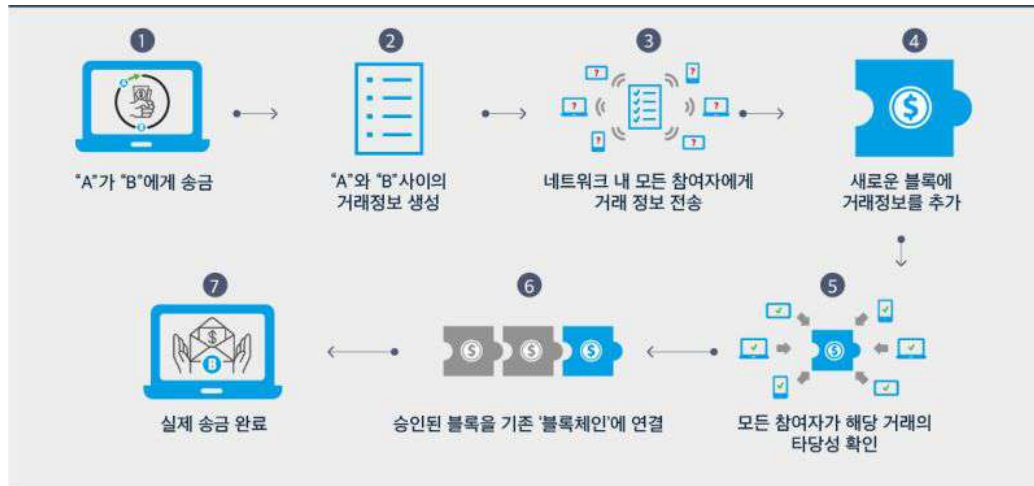 1
"A"가 "B"에게 송금
2
"A"와 "B"사이의
거래정보 생성
3
? ? ? ? ? ?
네트워크 내 모든 참여자에게
거래 정보 전송
4
$
새로운 블록에
거래정보를 추가
5
$
모든 참여자가 해당 거래의
타당성 확인
6
$ $ $
승인된 블록을 기존 '블록체인'에 연결
7
$
B
실제 송금 완료